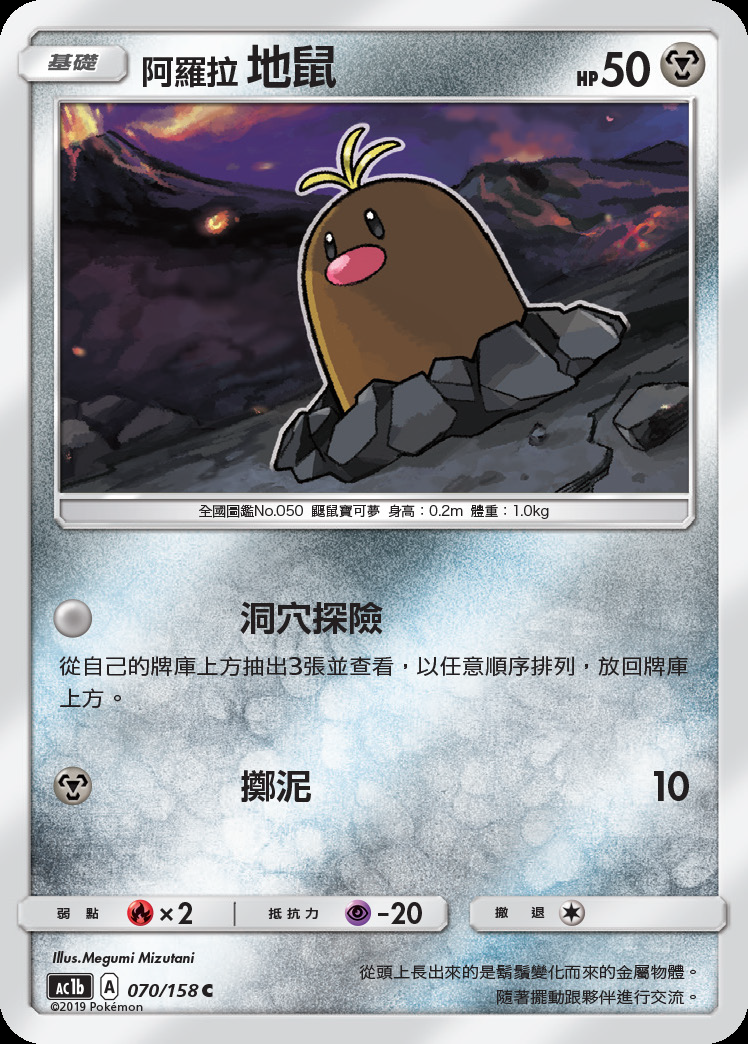 基礎
阿羅拉 地鼠
HP 50
全國圖鑑No.050 鼴鼠寶可夢 身高：0.2m 體重：1.0kg
洞穴探險
從自己的牌庫上方抽出3張並查看，以任意順序排列，放回牌庫
上方。
擲泥 10
弱點 ×2 抵抗力 -20 撤退
Illus.Megumi Mizutani
AC1b A 070/158 C
©2019 Pokémon
從頭上長出來的是鬍鬚變化而來的金屬物體。
隨著擺動跟夥伴進行交流。